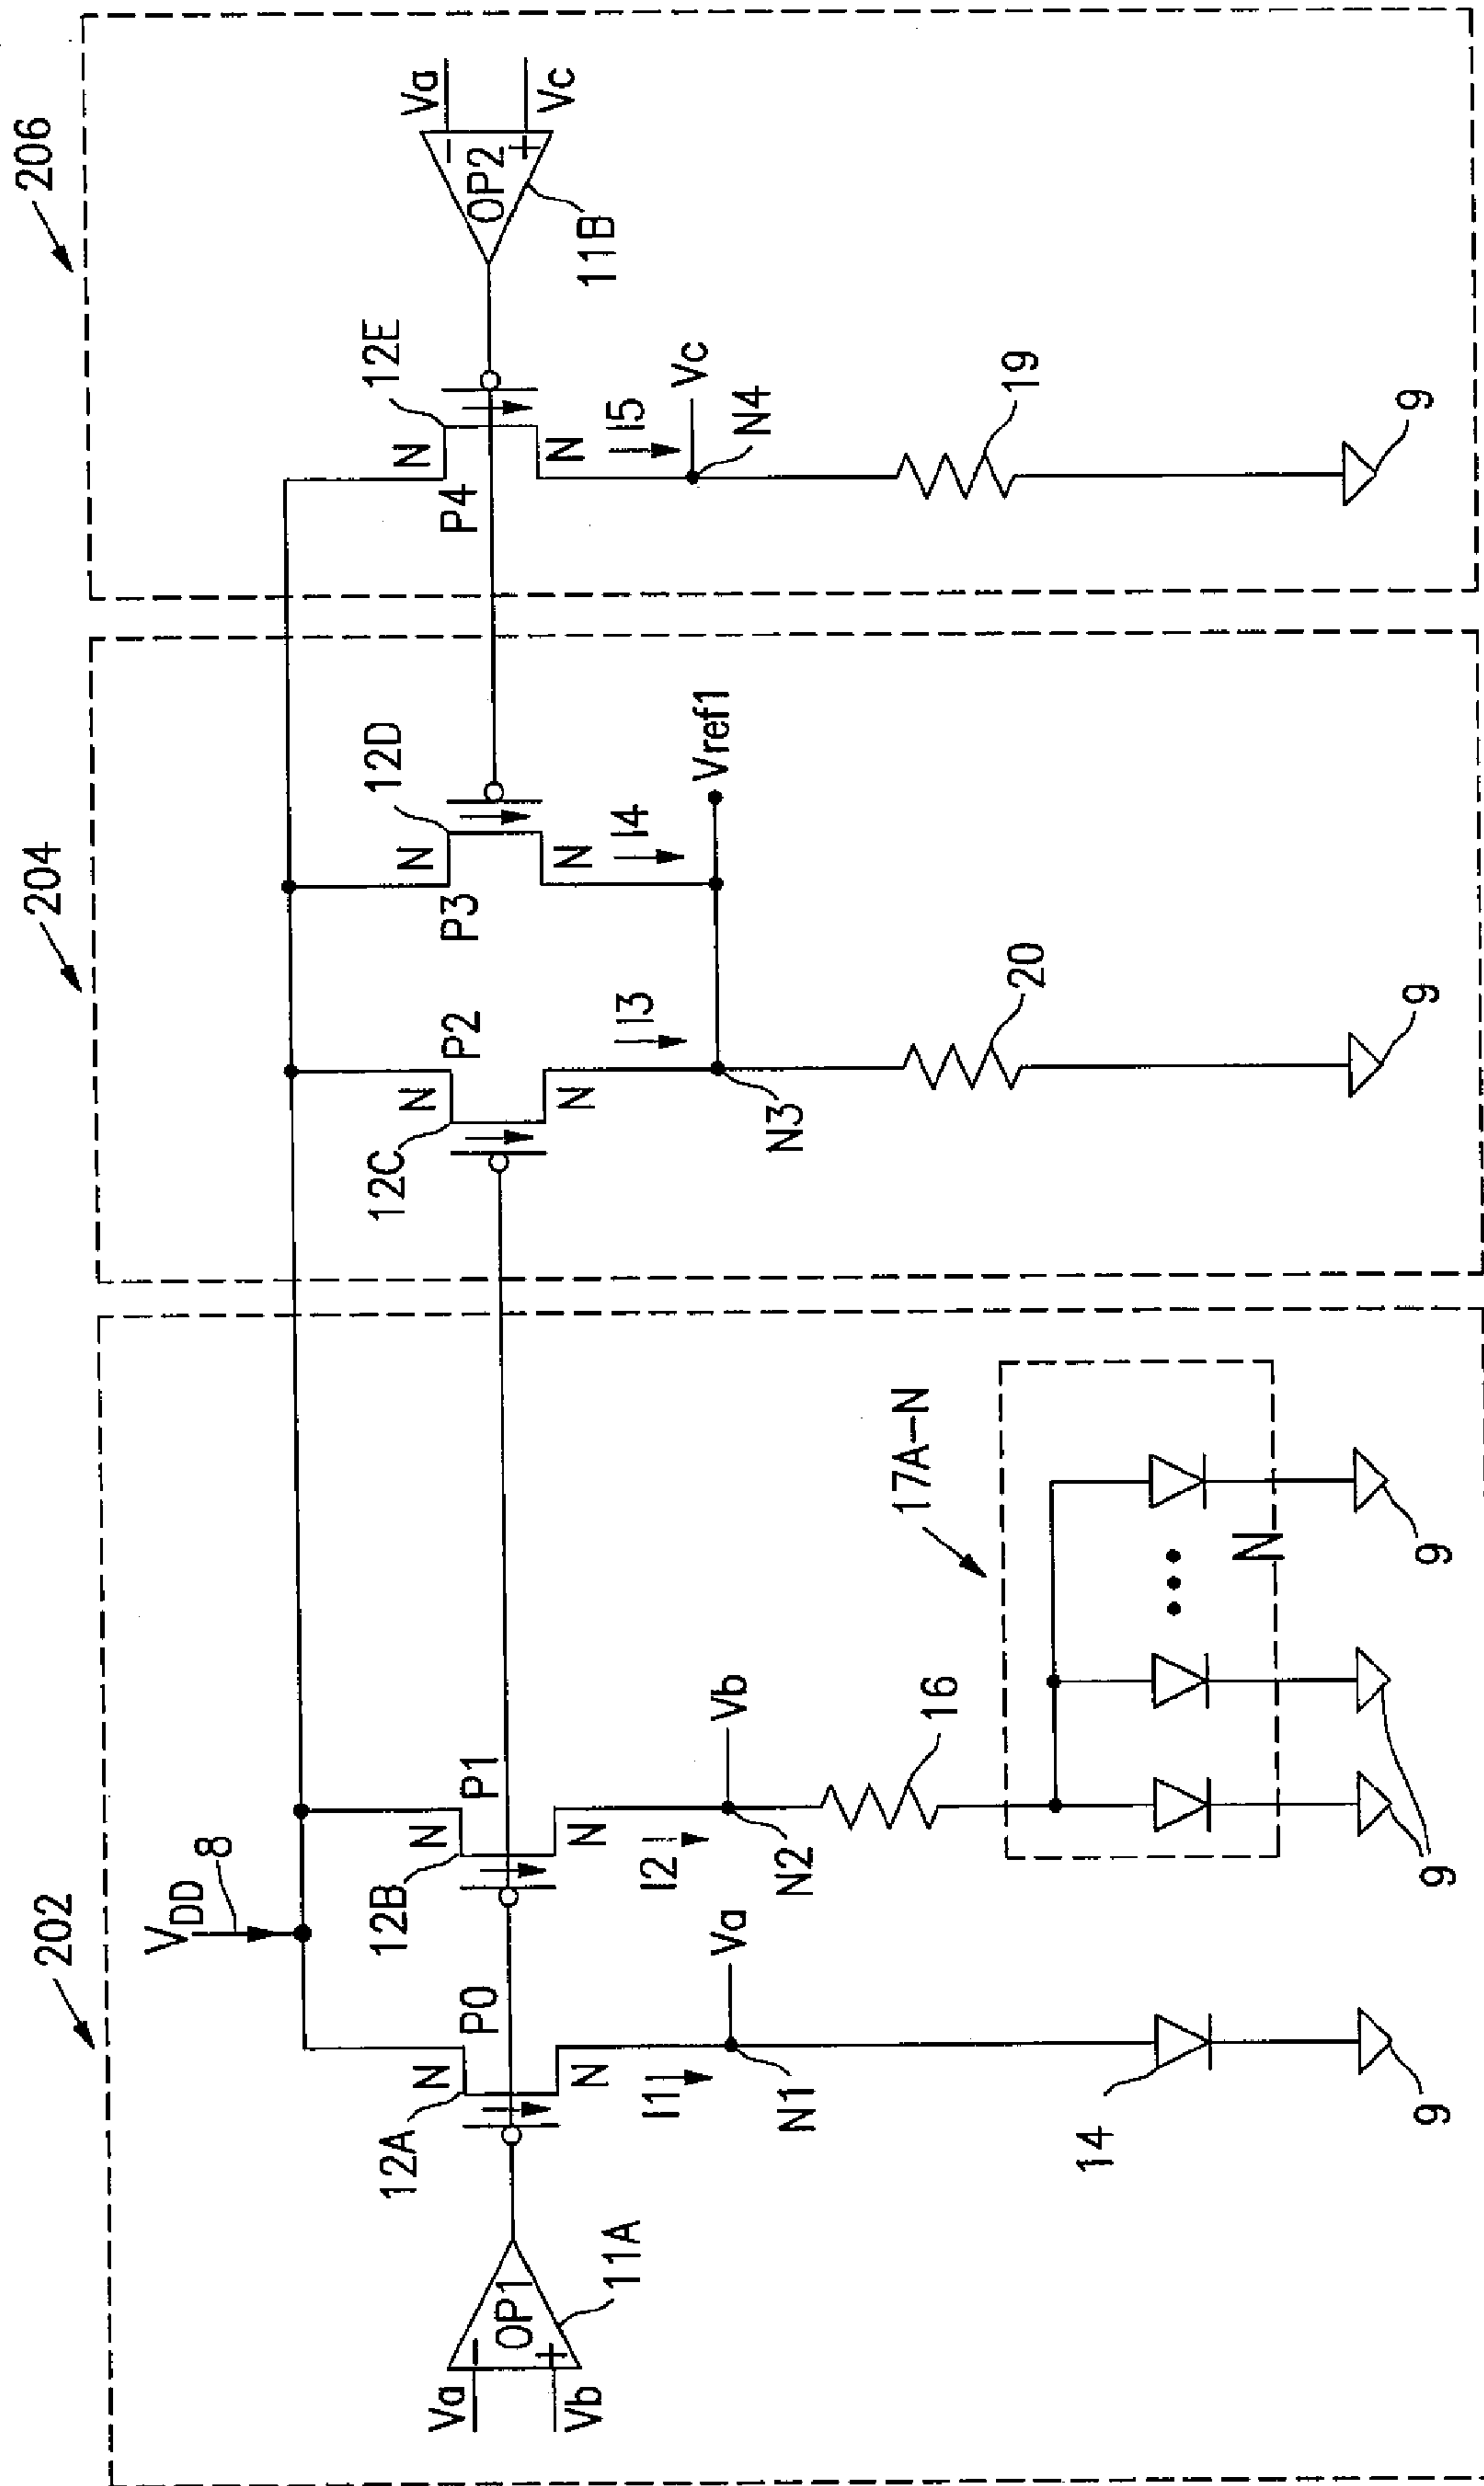 202
204
206
VDD
8
Va
Vb
OP1
11A
12A
N
P0
N
I1
Va
N1
14
9
12B
N
P1
N
I2
Vb
N2
16
17A-N
N
9
9
12C
N
P2
N
I3
N3
20
9
12D
N
P3
N
I4
Vref1
12E
N
P4
N
I5
Vc
N4
19
9
OP2
11B
Va
Vc